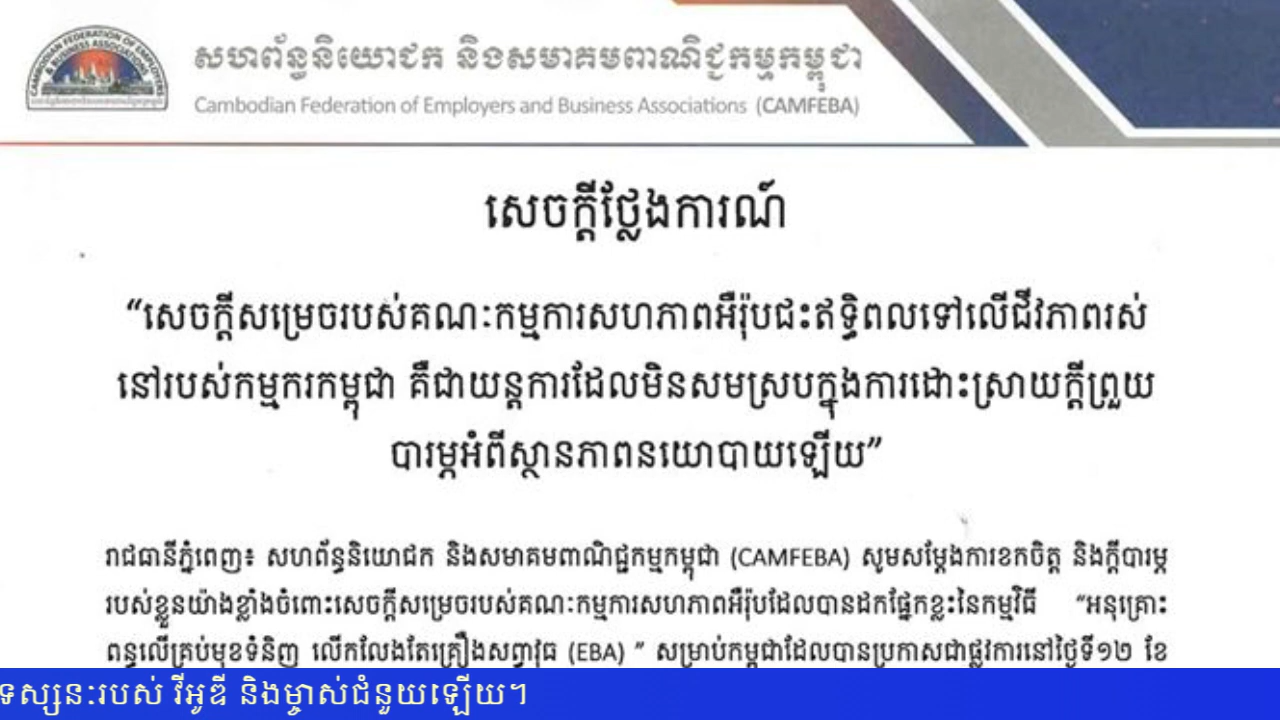 CAMBODIAN FEDERATION OF EMPLOYERS
& BUSINESS ASSOCIATIONS
សហព័ន្ធនិយោជក និងសមាគមពាណិជ្ជកម្មកម្ពុជា
Cambodian Federation of Employers and Business Associations (CAMFEBA)
សេចក្តីថ្លែងការណ៍
“សេចក្តីសម្រេចរបស់គណៈកម្មការសហភាពអឺរ៉ុបជះឥទ្ធិពលទៅលើជីវភាពរស់
នៅរបស់កម្មករកម្ពុជា គឺជាយន្តការដែលមិនសមស្របក្នុងការដោះស្រាយក្តីព្រួយ
បារម្ភអំពីស្ថានភាពនយោបាយឡើយ”
រាជធានីភ្នំពេញ៖ សហព័ន្ធនិយោជក និងសមាគមពាណិជ្ជកម្មកម្ពុជា (CAMFEBA) សូមសម្តែងការខកចិត្ត និងក្តីបារម្ភ
របស់ខ្លួនយ៉ាងខ្លាំងចំពោះសេចក្តីសម្រេចរបស់គណៈកម្មការសហភាពអឺរ៉ុបដែលបានដកផ្នែកខ្លះនៃកម្មវិធី “អនុគ្រោះ
ពន្ធលើគ្រប់មុខទំនិញ លើកលែងតែគ្រឿងសព្វាវុធ (EBA) ” សម្រាប់កម្ពុជាដែលបានប្រកាសជាផ្លូវការនៅថ្ងៃទី១២ ខែ
ទស្សនៈរបស់ វីអូឌី និងម្ចាស់ជំនួយឡើយ។